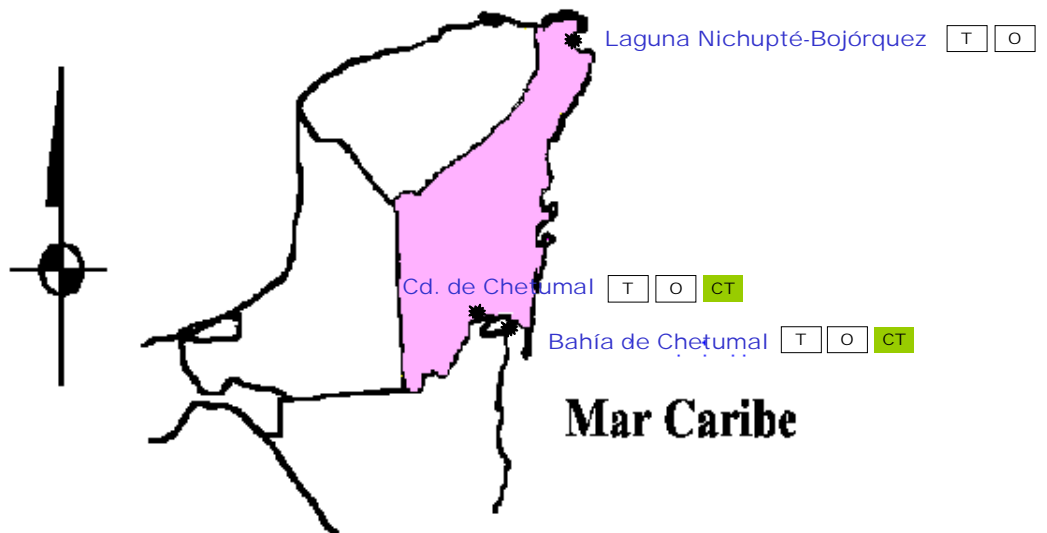 Laguna Nichupté-Bojórquez T O
Cd. de Chetumal T O CT
Bahía de Chetumal T O CT
Mar Caribe